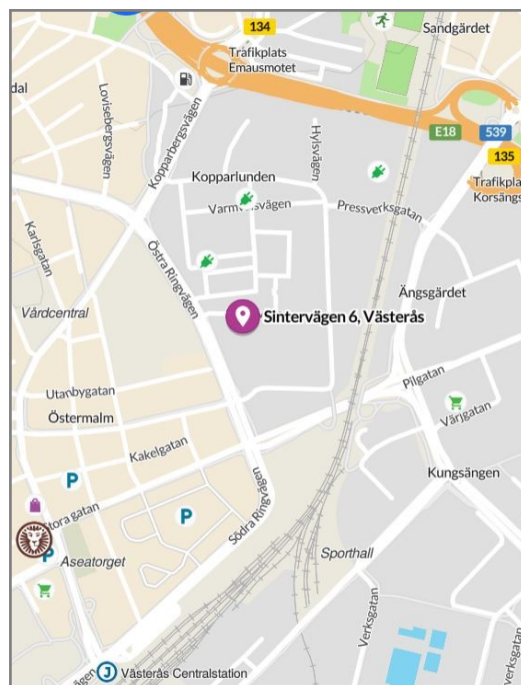 134
Sandgärdet
Trafikplats
Emausmotet
dal
Lovisebergsvägen
Kopparbergsvägen
Hylsvägen
E18
539
135
Kopparlunden
Trafikpla
Korsängs
Varmvalsvägen
Pressverksgatan
Karlsgatan
Östra Ringvägen
Ängsgärdet
Vårdcentral
Sintervägen 6, Västerås
Pilgatan
Utanbygatan
Östermalm
Värjgatan
Kakelgatan
Kungsängen
P
Stora gatan
P
Södra Ringvägen
P
Aseatorget
Sporthall
Verksgatan
J
Västerås Centralstation
vägen